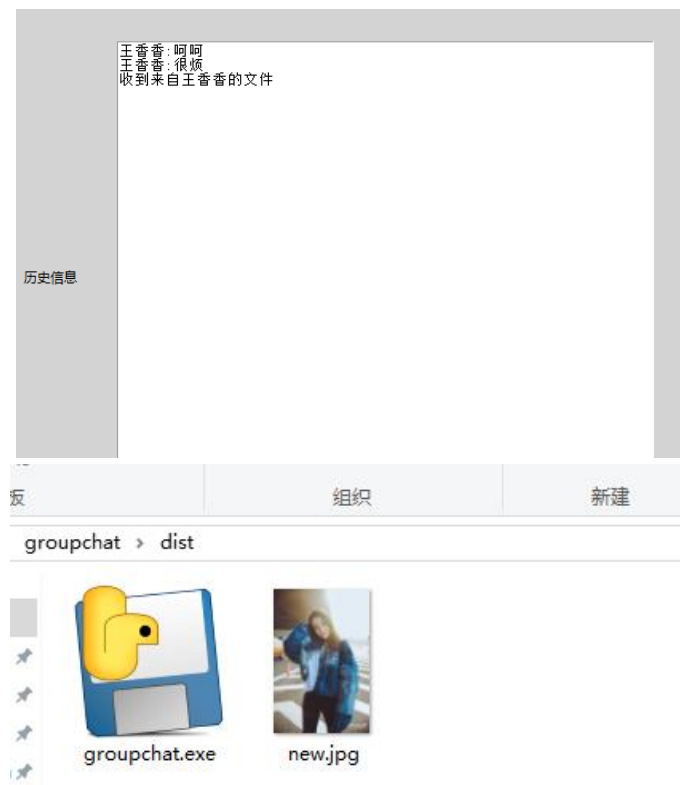 王香香:呵呵
王香香:很烦
收到来自王香香的文件
历史信息
板 组织 新建
groupchat › dist
groupchat.exe new.jpg